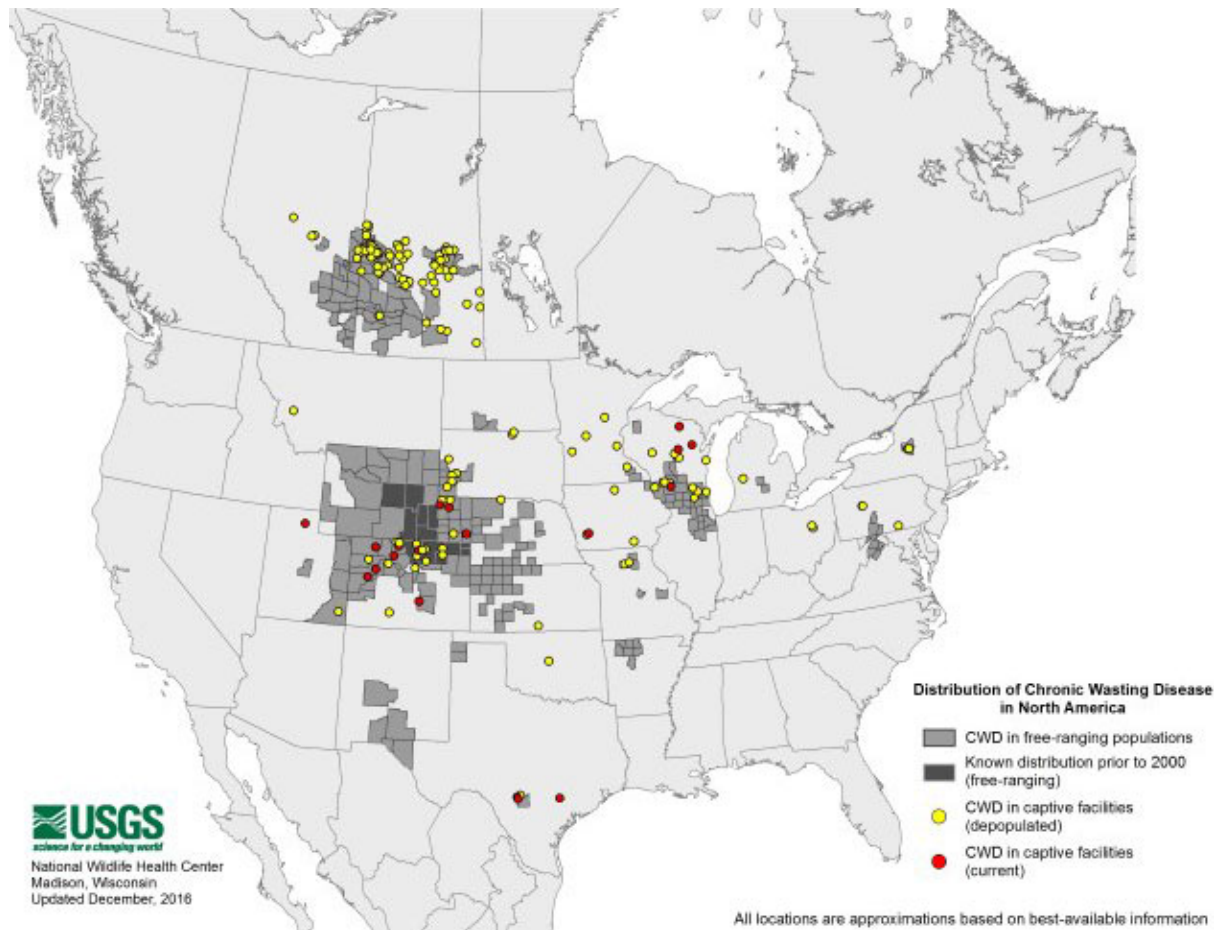 Distribution of Chronic Wasting Disease
in North America
CWD in free-ranging populations
Known distribution prior to 2000
(free-ranging)
CWD in captive facilities
(depopulated)
CWD in captive facilities
(current)
USGS
science for a changing world
National Wildlife Health Center
Madison, Wisconsin
Updated December, 2016
All locations are approximations based on best-available information